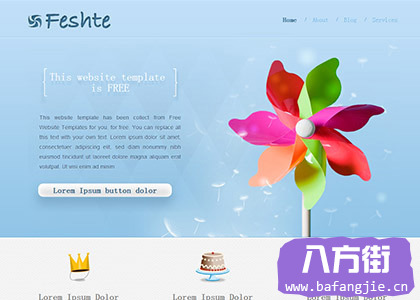 Feshte
Home / About / Blog / Services
This website template
is FREE
This website template has been collect from Free
Website Templates for you, for free. You can replace all
this text with your own text. Lorem ipsum dolor sit amet,
consectetuer adipiscing elit, sed diam nonummy nibh
euismod tincidunt ut laoreet dolore magna aliquam erat
volutpat. Ut wisi enim ad minim
Lorem Ipsum button dolor
Lorem Ipsum Dolor
Lorem Ipsum Dolor
八方街
www.bafangjie.cn